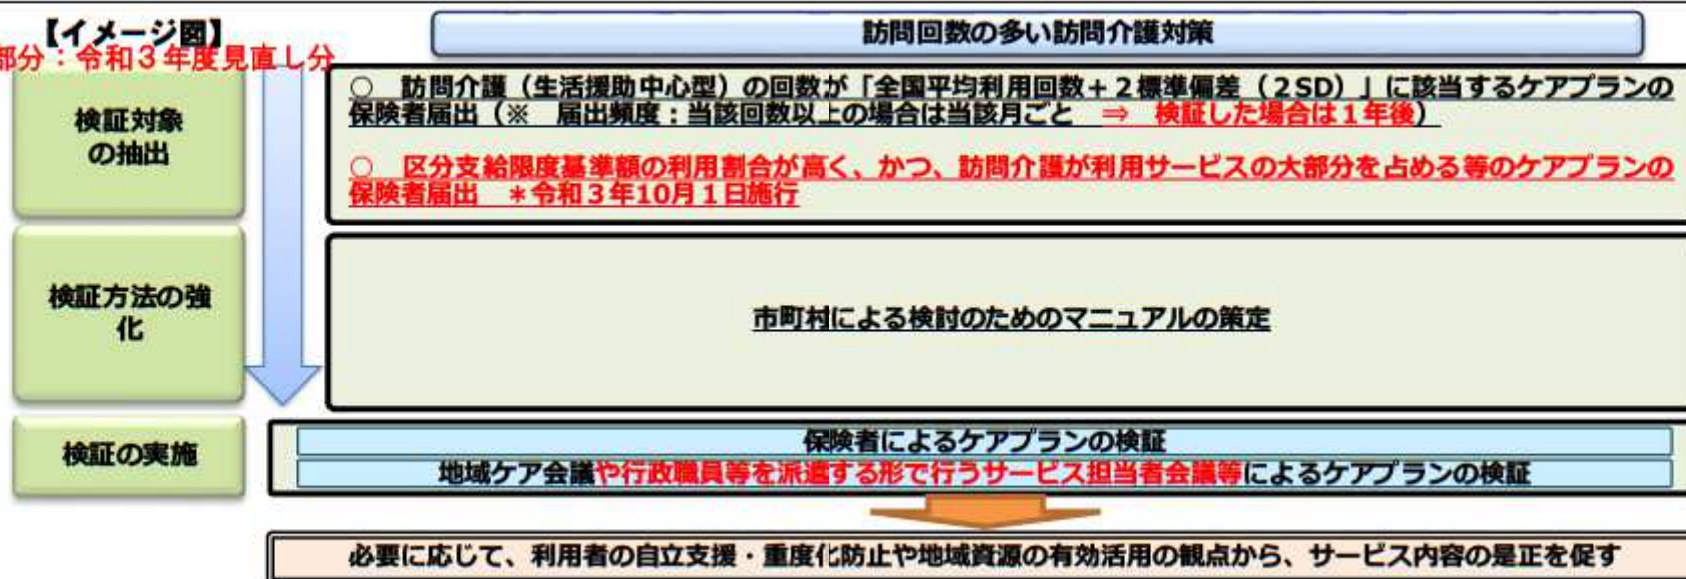 【イメージ図】
部分：令和３年度見直し分
訪問回数の多い訪問介護対策
検証対象
の抽出
○　訪問介護（生活援助中心型）の回数が「全国平均利用回数＋２標準偏差（２SD）」に該当するケアプランの
保険者届出（※　届出頻度：当該回数以上の場合は当該月ごと　⇒　検証した場合は１年後）
○　区分支給限度基準額の利用割合が高く、かつ、訪問介護が利用サービスの大部分を占める等のケアプランの
保険者届出　＊令和３年10月１日施行
検証方法の強
化
市町村による検討のためのマニュアルの策定
検証の実施
保険者によるケアプランの検証
地域ケア会議や行政職員等を派遣する形で行うサービス担当者会議等によるケアプランの検証
必要に応じて、利用者の自立支援・重度化防止や地域資源の有効活用の観点から、サービス内容の是正を促す